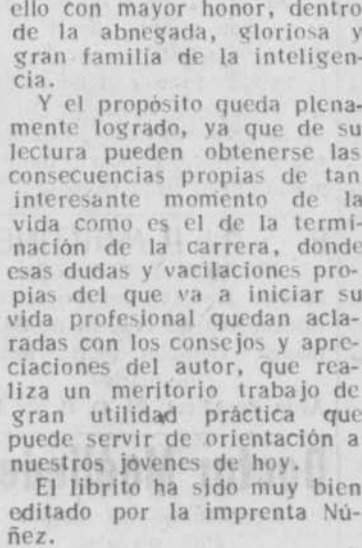 ello con mayor honor, dentro
de la abnegada, gloriosa y
gran familia de la inteligen-
cia.
Y el propósito queda plena-
mente logrado, ya que de su
lectura pueden obtenerse las
consecuencias propias de tan
interesante momento de la
vida como es el de la termi-
nación de la carrera, donde
esas dudas y vacilaciones pro-
pias del que va a iniciar su
vida profesional quedan acla-
radas con los consejos y apre-
ciaciones del autor, que rea-
liza un meritorio trabajo de
gran utilidad práctica que
puede servir de orientación a
nuestros jóvenes de hoy.
El librito ha sido muy bien
editado por la imprenta Nú-
ñez.